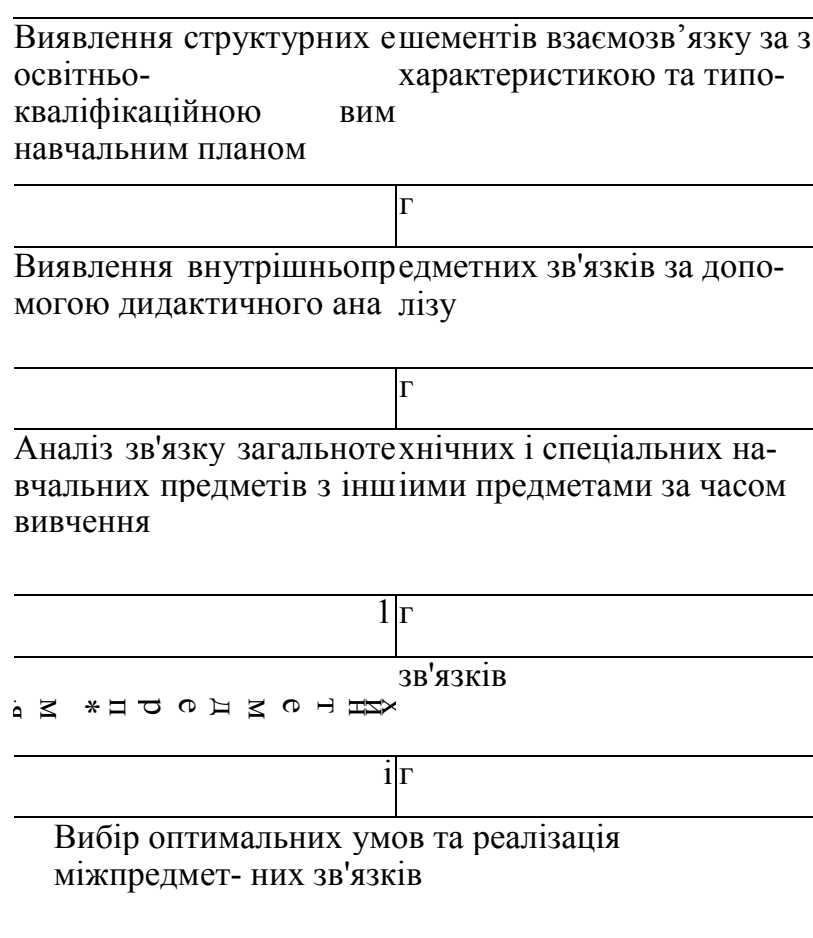 Виявлення структурних ешементів взаємозв’язку за з
освітньо- характеристикою та типо-
кваліфікаційною вим
навчальним планом
г
Виявлення внутрішньопредметних зв'язків за допо-
могою дидактичного ана лізу
г
Аналіз зв'язку загальнотехнічних і спеціальних на-
вчальних предметів з іншіими предметами за часом
вивчення
1 г
зв'язків
м *п р е д м е т
і г
Вибір оптимальних умов та реалізація
міжпредмет- них зв'язків